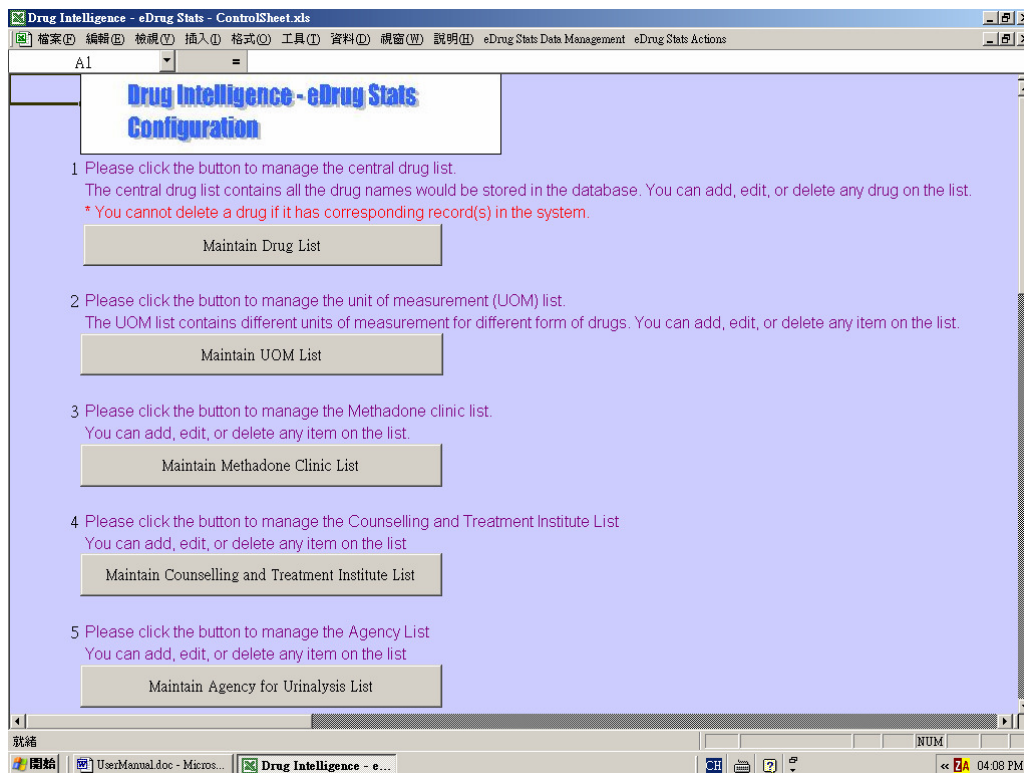 Drug Intelligence - eDrug Stats - ControlSheet.xls
檔案(F) 編輯(E) 檢視(V) 插入(I) 格式(O) 工具(T) 資料(D) 視窗(W) 說明(H) eDrug Stats Data Management eDrug Stats Actions
A1 =
Drug Intelligence - eDrug Stats
Configuration
1 Please click the button to manage the central drug list.
The central drug list contains all the drug names would be stored in the database. You can add, edit, or delete any drug on the list.
* You cannot delete a drug if it has corresponding record(s) in the system.
Maintain Drug List
2 Please click the button to manage the unit of measurement (UOM) list.
The UOM list contains different units of measurement for different form of drugs. You can add, edit, or delete any item on the list.
Maintain UOM List
3 Please click the button to manage the Methadone clinic list.
You can add, edit, or delete any item on the list.
Maintain Methadone Clinic List
4 Please click the button to manage the Counselling and Treatment Institute List
You can add, edit, or delete any item on the list
Maintain Counselling and Treatment Institute List
5 Please click the button to manage the Agency List
You can add, edit, or delete any item on the list
Maintain Agency for Urinalysis List
就緒 NUM
開始 UserManual.doc - Micros... Drug Intelligence - e... CH « ZA 04:08 PM